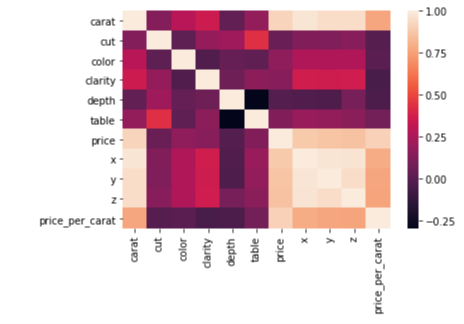 carat
cut
color
clarity
depth
table
price
x
y
z
price_per_carat
carat
cut
color
clarity
depth
table
price
x
y
z
price_per_carat
1.00
0.75
0.50
0.25
0.00
−0.25